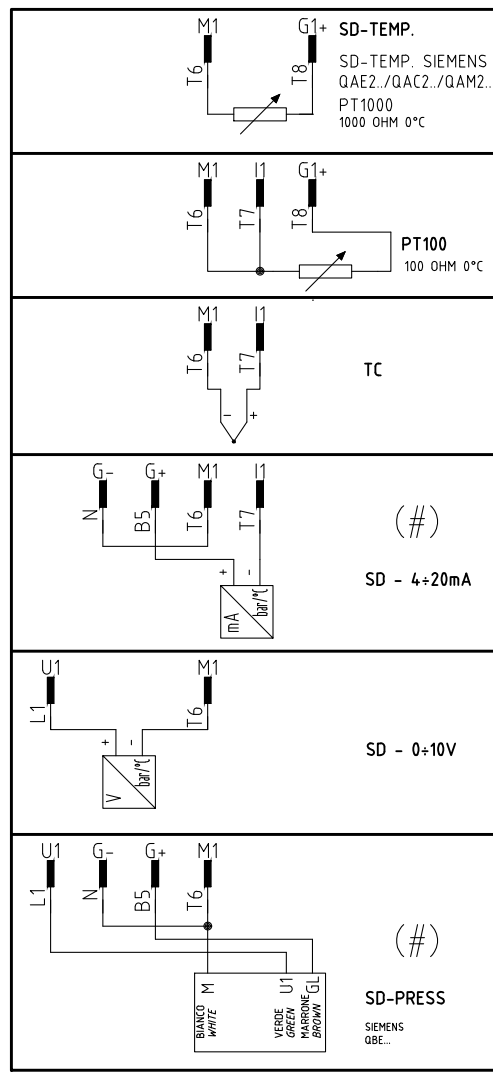 M1 G1+ SD-TEMP.
T6 T8
SD-TEMP. SIEMENS
QAE2../QAC2../QAM2..
PT1000
1000 OHM 0°C
M1 I1 G1+
T6 T7 T8
PT100
100 OHM 0°C
M1 I1
T6 T7
- +
TC
G- G+ M1 I1
N B5 T6 T7
(#)
+ -
mA bar/°C
SD - 4÷20mA
U1 M1
L1 T6
+ -
V bar/°C
SD - 0÷10V
U1 G- G+ M1
L1 N B5 T6
(#)
M U1 GL
BIANCO VERDE MARRONE
WHITE GREEN BROWN
SD-PRESS
SIEMENS
QBE...